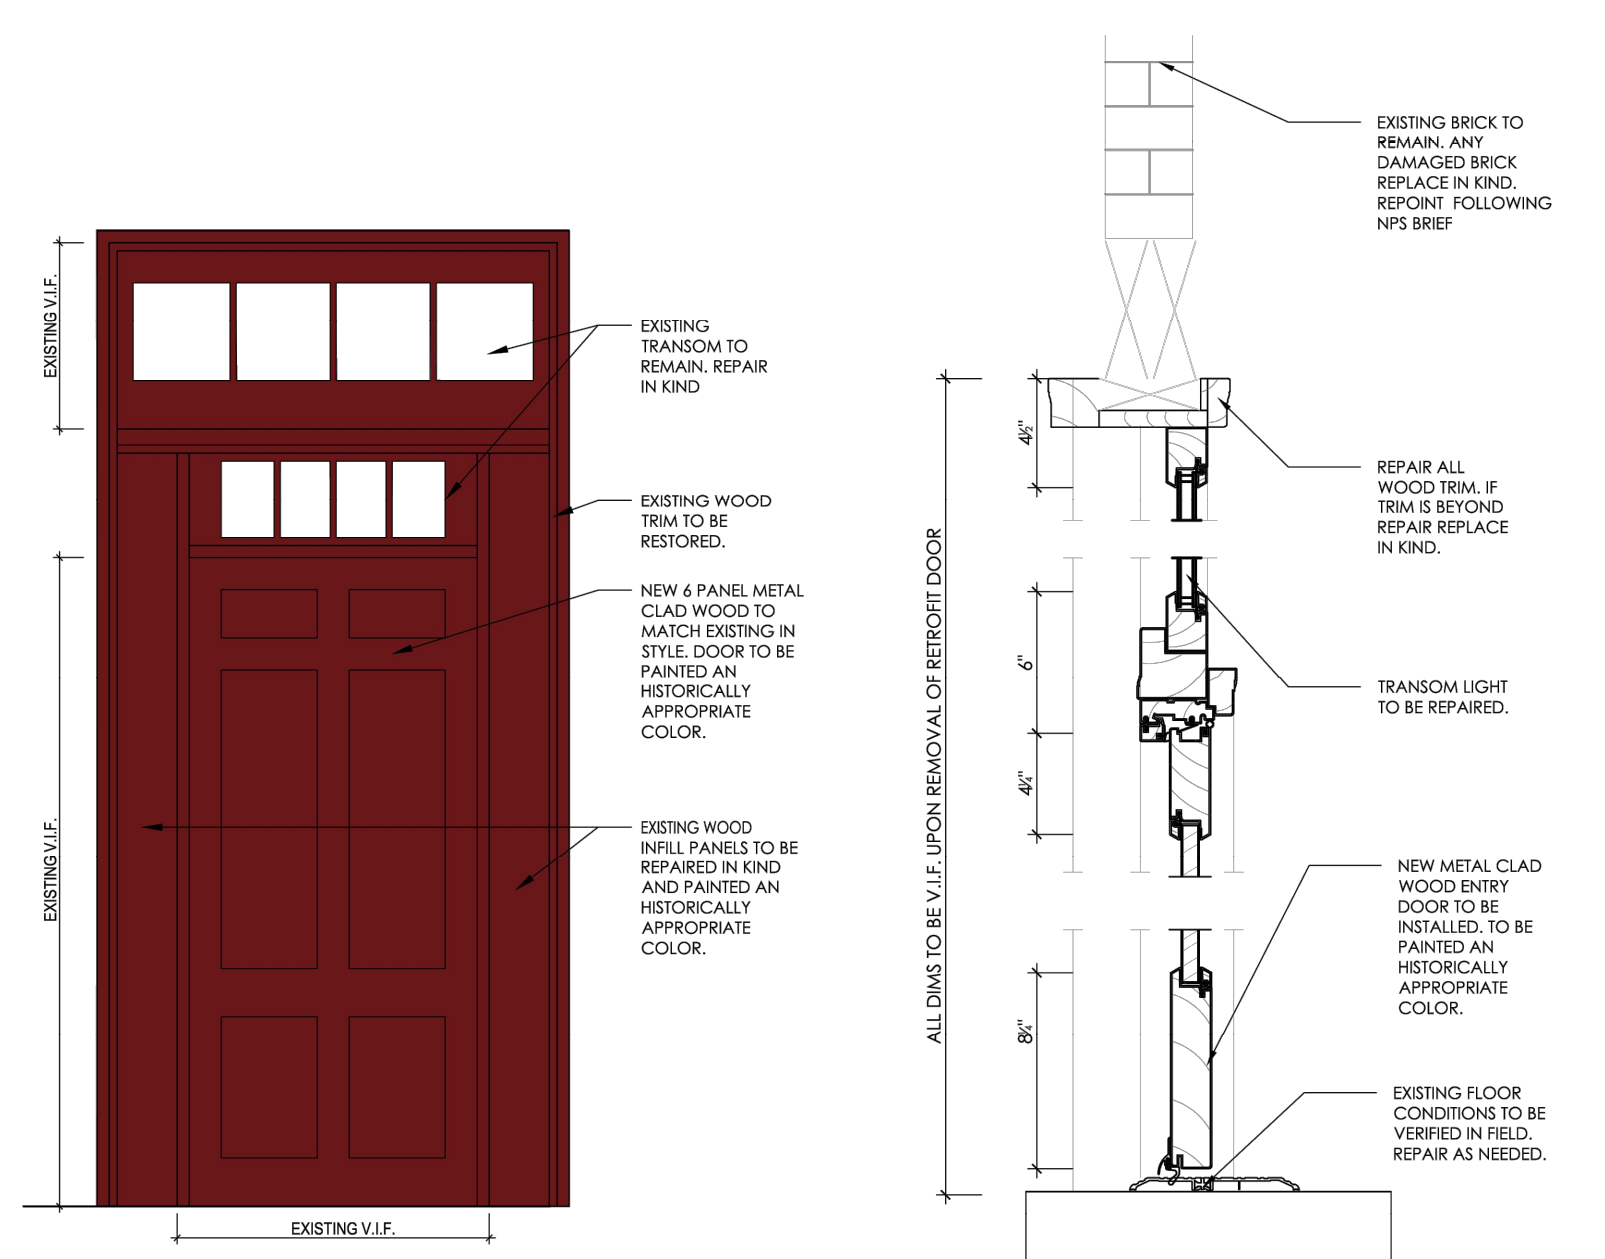 EXISTING V.I.F.
EXISTING
TRANSOM TO
REMAIN. REPAIR
IN KIND
EXISTING WOOD
TRIM TO BE
RESTORED.
NEW 6 PANEL METAL
CLAD WOOD TO
MATCH EXISTING IN
STYLE. DOOR TO BE
PAINTED AN
HISTORICALLY
APPROPRIATE
COLOR.
EXISTING V.I.F.
EXISTING WOOD
INFILL PANELS TO BE
REPAIRED IN KIND
AND PAINTED AN
HISTORICALLY
APPROPRIATE
COLOR.
EXISTING V.I.F.
ALL DIMS TO BE V.I.F. UPON REMOVAL OF RETROFIT DOOR
4½"
6"
4¼"
8¼"
EXISTING BRICK TO
REMAIN. ANY
DAMAGED BRICK
REPLACE IN KIND.
REPOINT FOLLOWING
NPS BRIEF
REPAIR ALL
WOOD TRIM. IF
TRIM IS BEYOND
REPAIR REPLACE
IN KIND.
TRANSOM LIGHT
TO BE REPAIRED.
NEW METAL CLAD
WOOD ENTRY
DOOR TO BE
INSTALLED. TO BE
PAINTED AN
HISTORICALLY
APPROPRIATE
COLOR.
EXISTING FLOOR
CONDITIONS TO BE
VERIFIED IN FIELD.
REPAIR AS NEEDED.